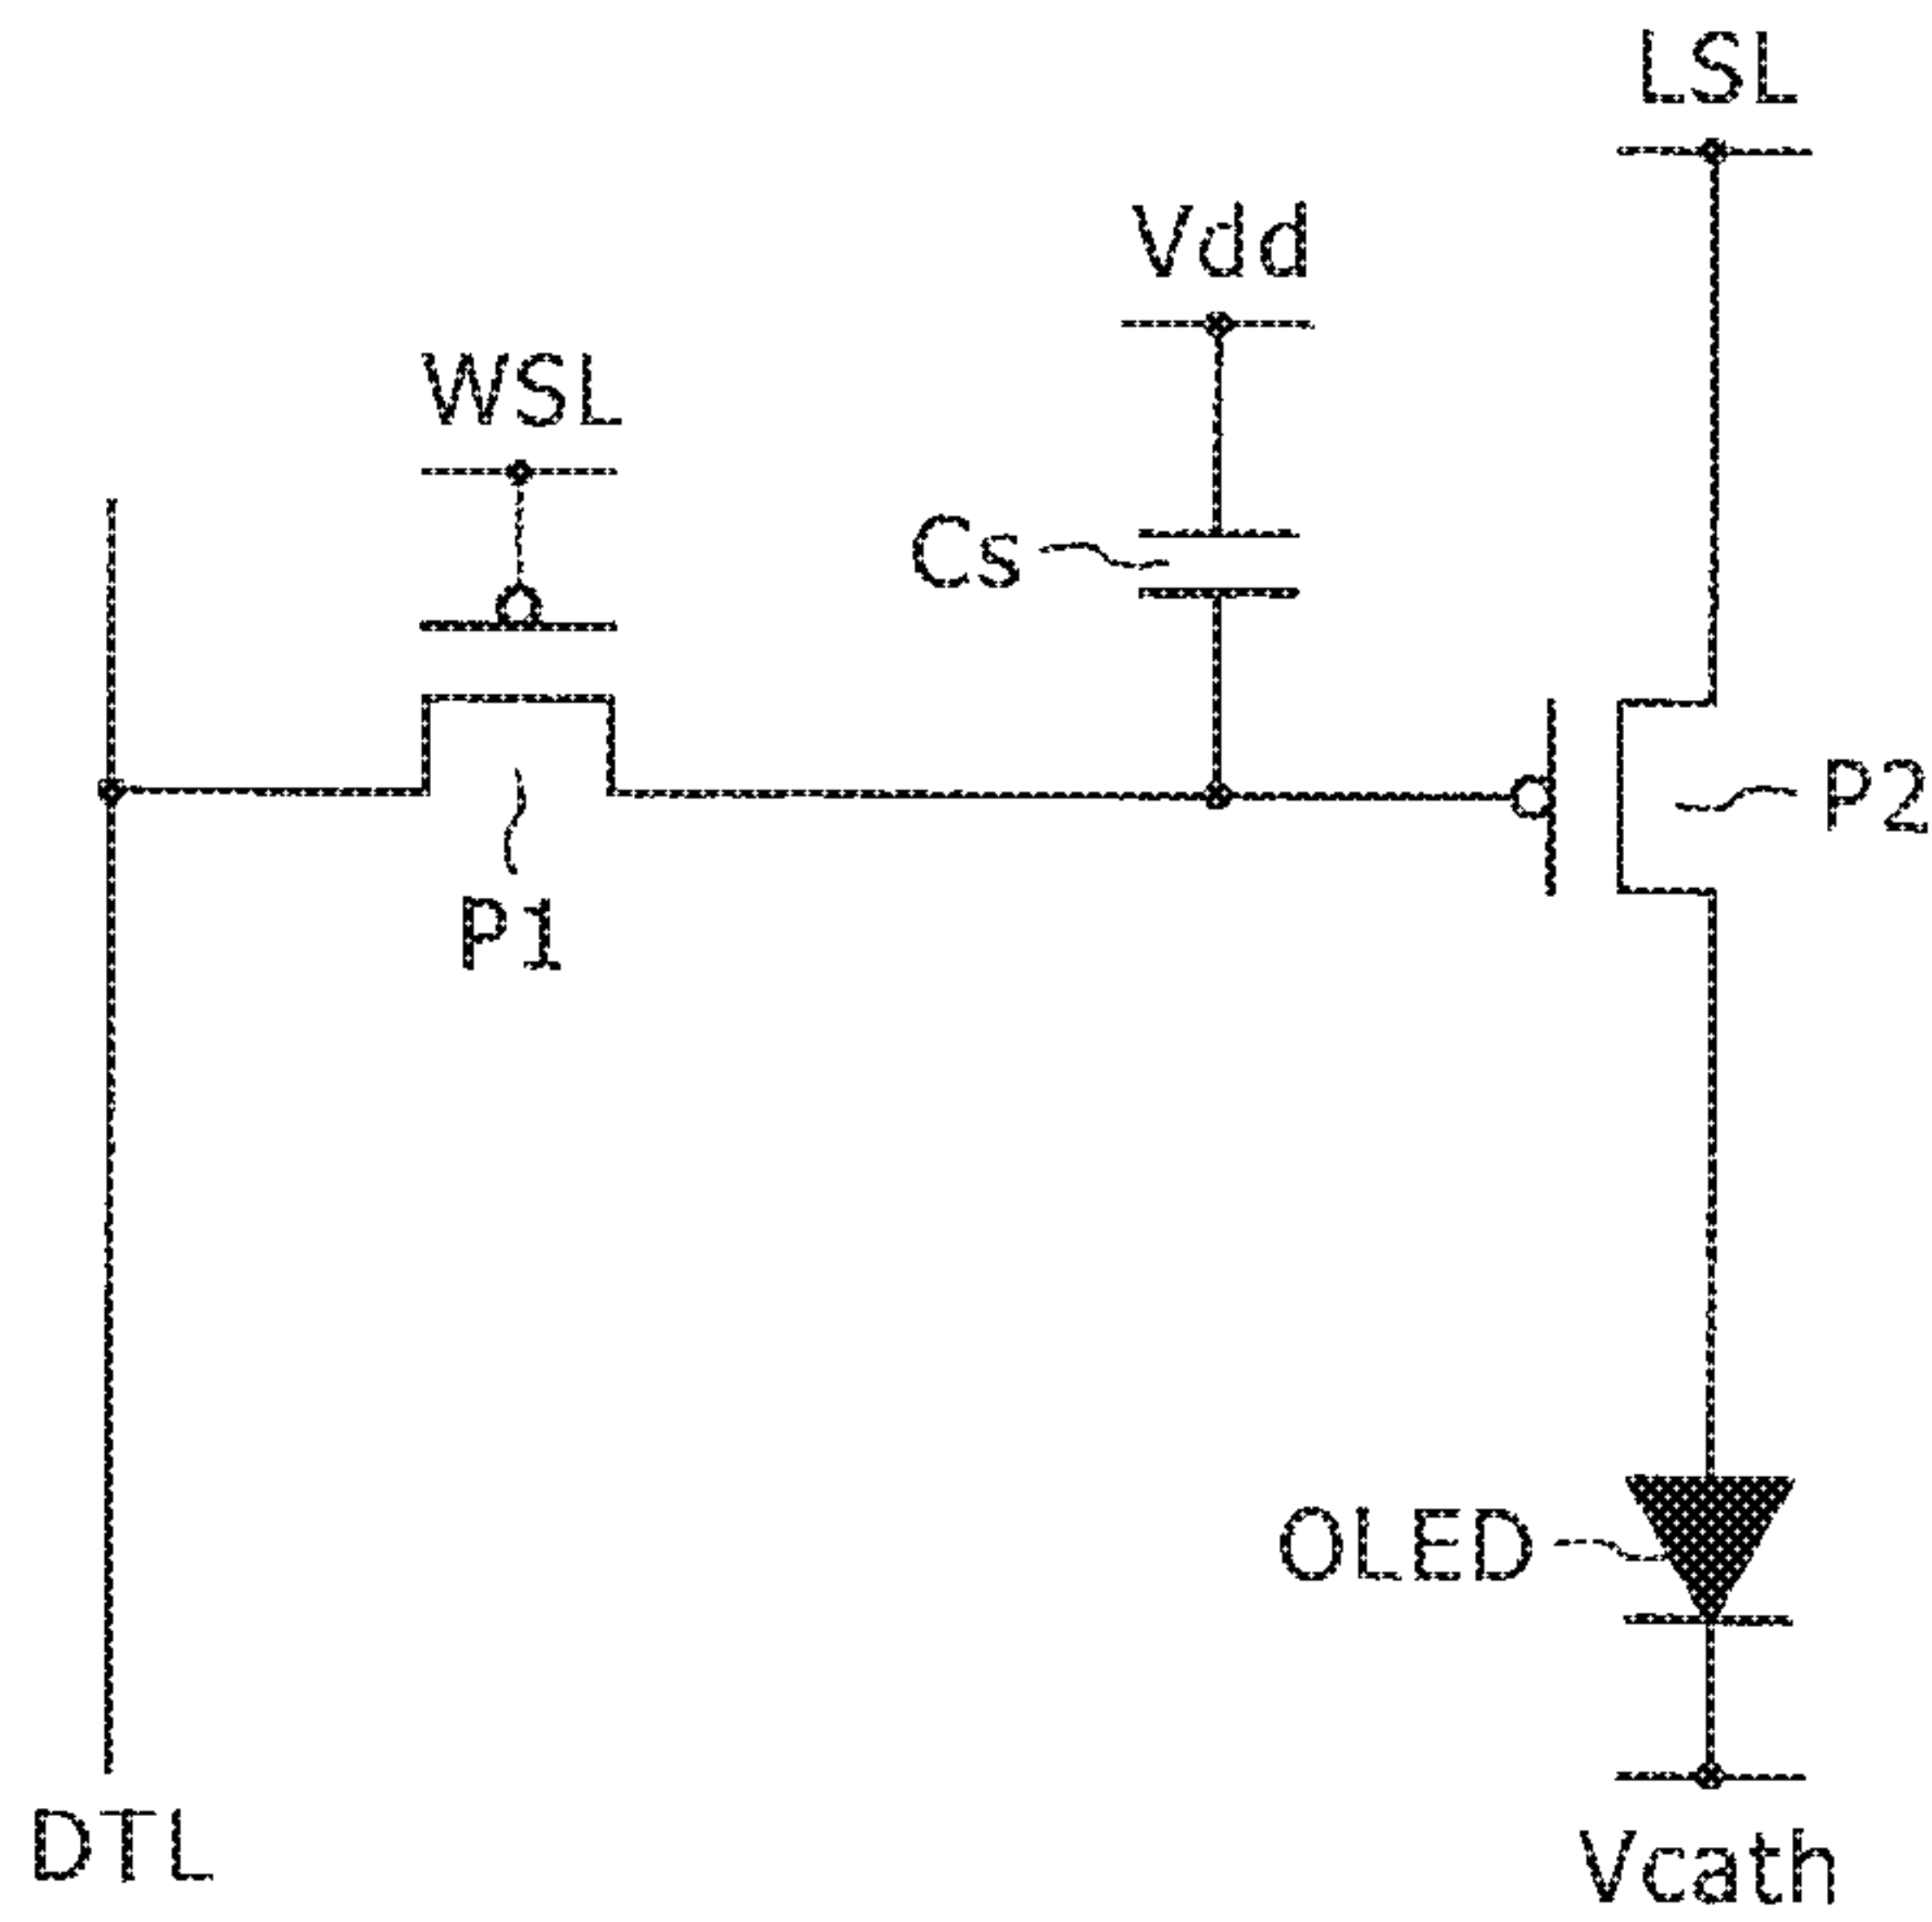 LSL
Vdd
WSL
Cs
P2
P1
OLED
DTL
Vcath